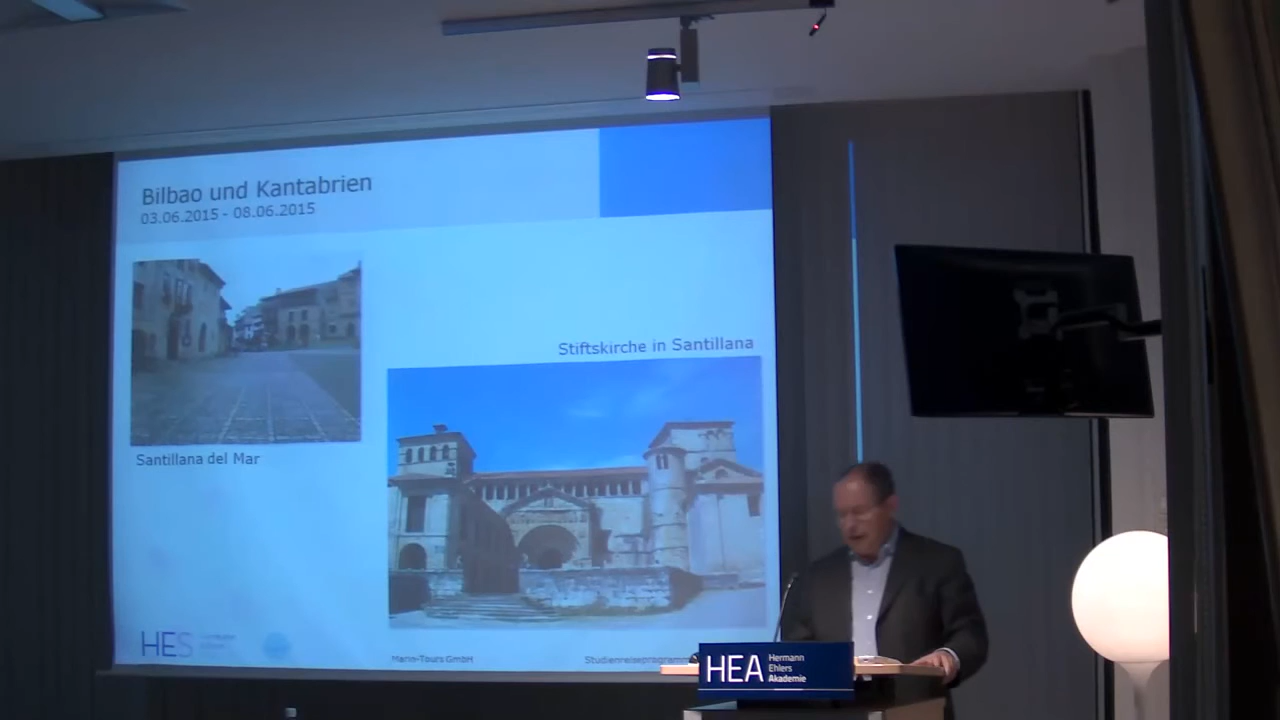 Bilbao und Kantabrien
03.06.2015 - 08.06.2015
Stiftskirche in Santillana
Santillana del Mar
HES
Marin-Tours GmbH
Studienreiseprogramm
HEA
Hermann
Ehlers
Akademie